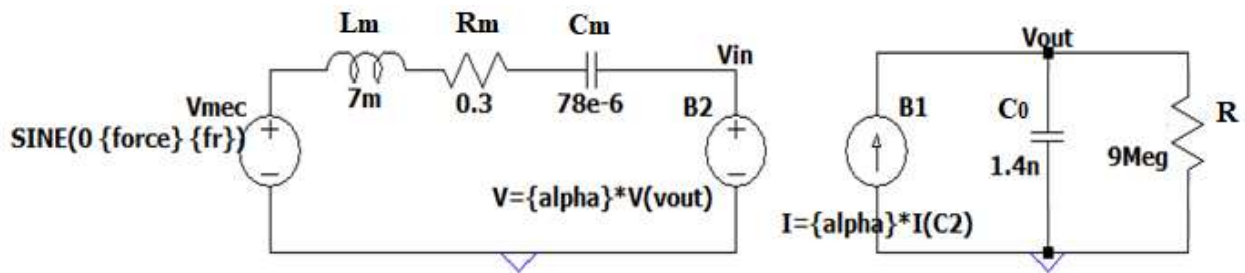 Lm Rm Cm
Vin
Vout
7m 0.3 78e-6
Vmec B2 B1 C0 R
SINE(0 {force} {fr})
1.4n 9Meg
V={alpha}*V(vout)
I={alpha}*I(C2)